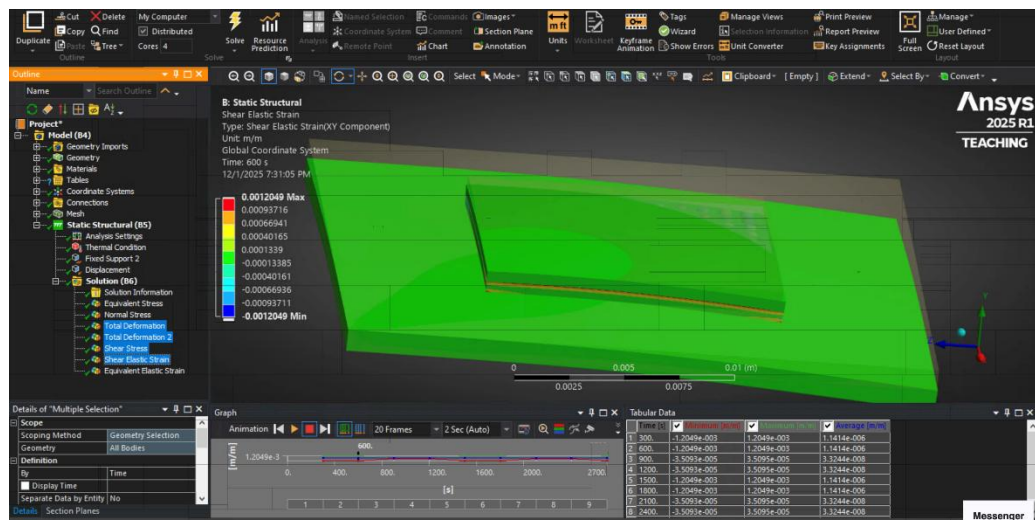 Cut Delete My Computer
Duplicate Copy Find Distributed
Paste Tree Cores 4
Outline
Solve Resource Prediction Analysis
Solve
Named Selection Commands Images
Coordinate System Comment Section Plane
Remote Point Chart Annotation
Insert
Units Worksheet Keyframe Animation
Tags Manage Views Print Preview
Wizard Selection Information Report Preview
Show Errors Unit Converter Key Assignments
Tools
Full Screen
Manage
User Defined
Reset Layout
Layout
Outline
Name Search Outline
Select Mode Clipboard [ Empty ] Extend Select By Convert
Project*
Model (B4)
Geometry Imports
Geometry
Materials
Tables
Coordinate Systems
Connections
Mesh
Static Structural (B5)
Analysis Settings
Thermal Condition
Fixed Support 2
Displacement
Solution (B6)
Solution Information
Equivalent Stress
Normal Stress
Total Deformation
Total Deformation 2
Shear Stress
Shear Elastic Strain
Equivalent Elastic Strain
B: Static Structural
Shear Elastic Strain
Type: Shear Elastic Strain(XY Component)
Unit: m/m
Global Coordinate System
Time: 600 s
12/1/2025 7:31:05 PM
0.0012049 Max
0.00093716
0.00066941
0.00040165
0.0001339
-0.00013385
-0.00040161
-0.00066936
-0.00093711
-0.0012049 Min
Ansys
2025 R1
TEACHING
Y
0 0.005 0.01 (m)
0.0025 0.0075
Details of "Multiple Selection"
Scope
Scoping Method Geometry Selection
Geometry All Bodies
Definition
By Time
Display Time
Separate Data by Entity No
Details Section Planes
Graph
Animation 20 Frames 2 Sec (Auto)
600.
[m/m] 1.2049e-3
0. 400. 800. 1200. 1600. 2000. 2700.
[s]
1 2 3 4 5 6 7 8 9
Tabular Data
Time [s] Minimum [m/m] Maximum [m/m] Average [m/m]
1 300. -1.2049e-003 1.2049e-003 1.1414e-006
2 600. -1.2049e-003 1.2049e-003 1.1414e-006
3 900. -3.5093e-005 3.5095e-005 3.3244e-008
4 1200. -3.5093e-005 3.5095e-005 3.3244e-008
5 1500. -1.2049e-003 1.2049e-003 1.1414e-006
6 1800. -1.2049e-003 1.2049e-003 1.1414e-006
7 2100. -3.5093e-005 3.5095e-005 3.3244e-008
8 2400. -3.5093e-005 3.5095e-005 3.3244e-008
Messenger